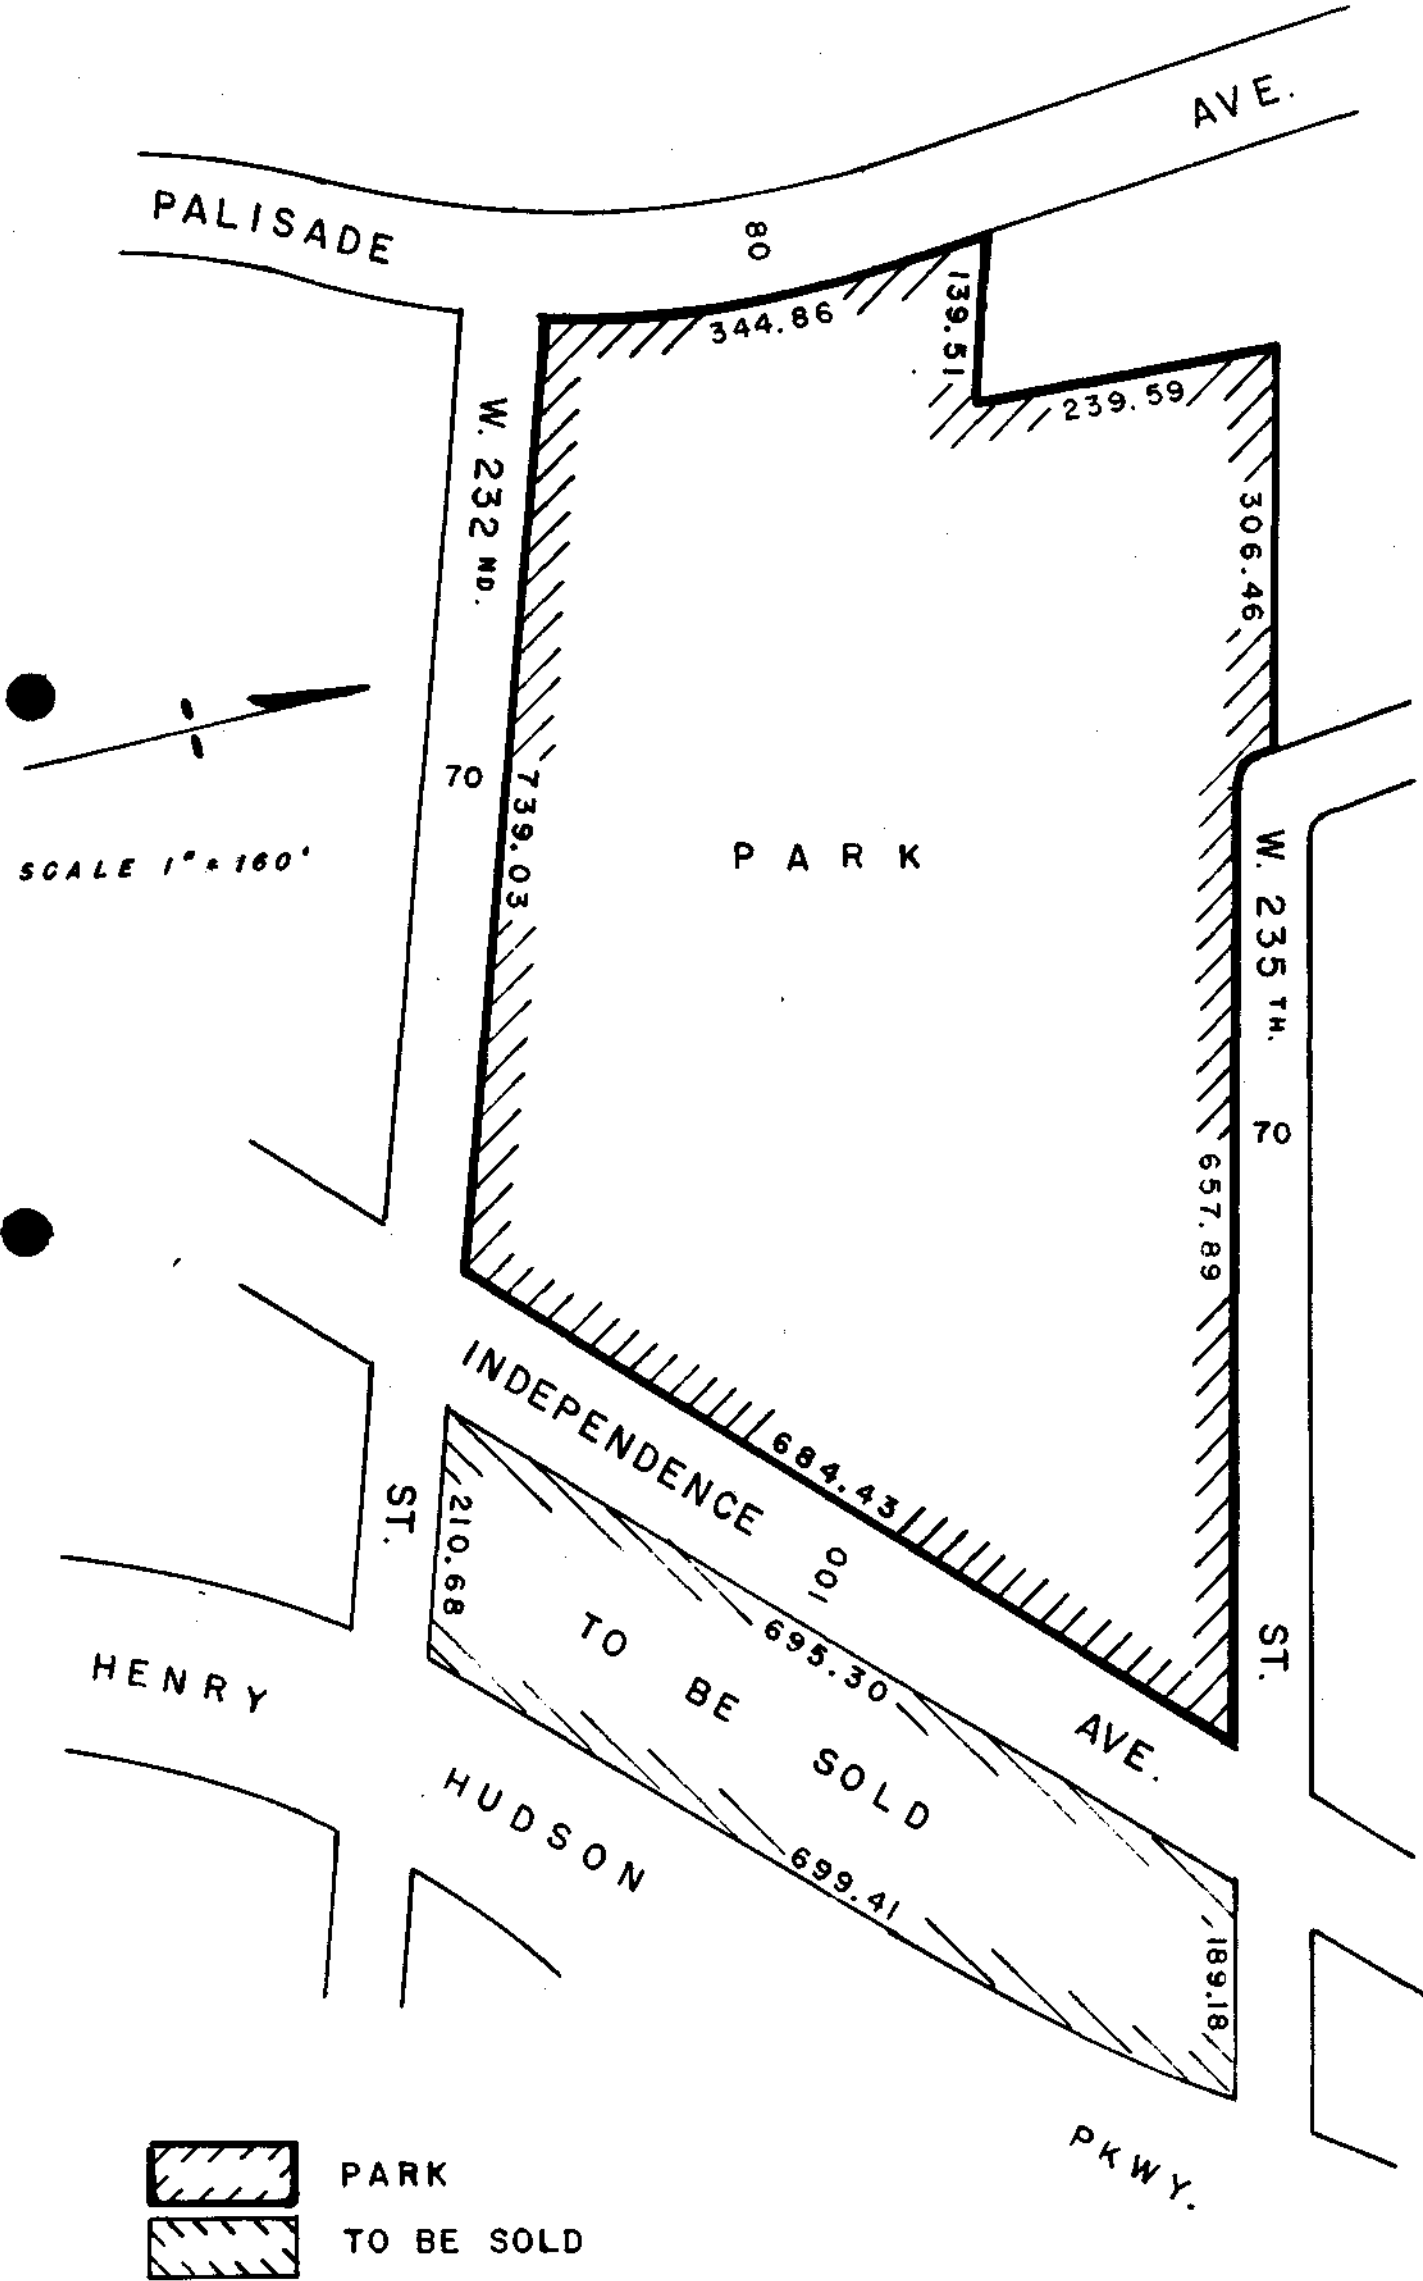 PALISADE AVE.
80
344.86
139.51
239.59
306.46
W. 232 ND. ST.
70
739.03
SCALE 1" = 160'
PARK
W. 235 TH. ST.
70
657.89
684.43
INDEPENDENCE AVE.
100
210.68
695.30
TO BE SOLD
699.41
189.18
HENRY HUDSON PKWY.
PARK
TO BE SOLD